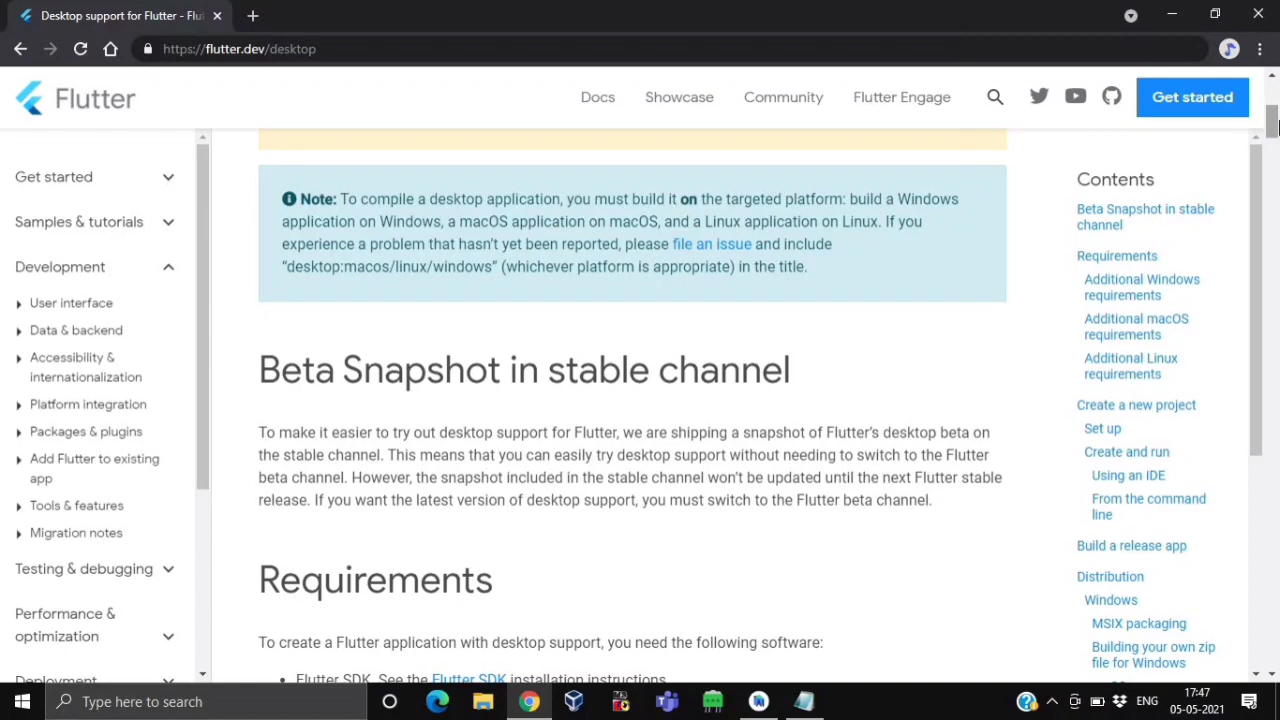 Desktop support for Flutter - Flu
https://flutter.dev/desktop
Flutter
Docs
Showcase
Community
Flutter Engage
Get started
Get started
Samples & tutorials
Development
User interface
Data & backend
Accessibility &
internationalization
Platform integration
Packages & plugins
Add Flutter to existing
app
Tools & features
Migration notes
Testing & debugging
Performance &
optimization
Deployment
Note: To compile a desktop application, you must build it on the targeted platform: build a Windows
application on Windows, a macOS application on macOS, and a Linux application on Linux. If you
experience a problem that hasn't yet been reported, please file an issue and include
“desktop:macos/linux/windows” (whichever platform is appropriate) in the title.
Beta Snapshot in stable channel
To make it easier to try out desktop support for Flutter, we are shipping a snapshot of Flutter's desktop beta on
the stable channel. This means that you can easily try desktop support without needing to switch to the Flutter
beta channel. However, the snapshot included in the stable channel won't be updated until the next Flutter stable
release. If you want the latest version of desktop support, you must switch to the Flutter beta channel.
Requirements
To create a Flutter application with desktop support, you need the following software:
• Flutter SDK. See the Flutter SDK installation instructions.
Contents
Beta Snapshot in stable
channel
Requirements
Additional Windows
requirements
Additional macOS
requirements
Additional Linux
requirements
Create a new project
Set up
Create and run
Using an IDE
From the command
line
Build a release app
Distribution
Windows
MSIX packaging
Building your own zip
file for Windows
Type here to search
ENG
17:47
05-05-2021